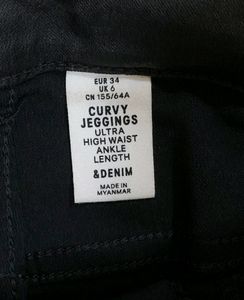 EUR 34
UK 6
CN 155/64A
CURVY
JEGGINGS
ULTRA
HIGH WAIST
ANKLE
LENGTH
&DENIM
MADE IN
MYANMAR